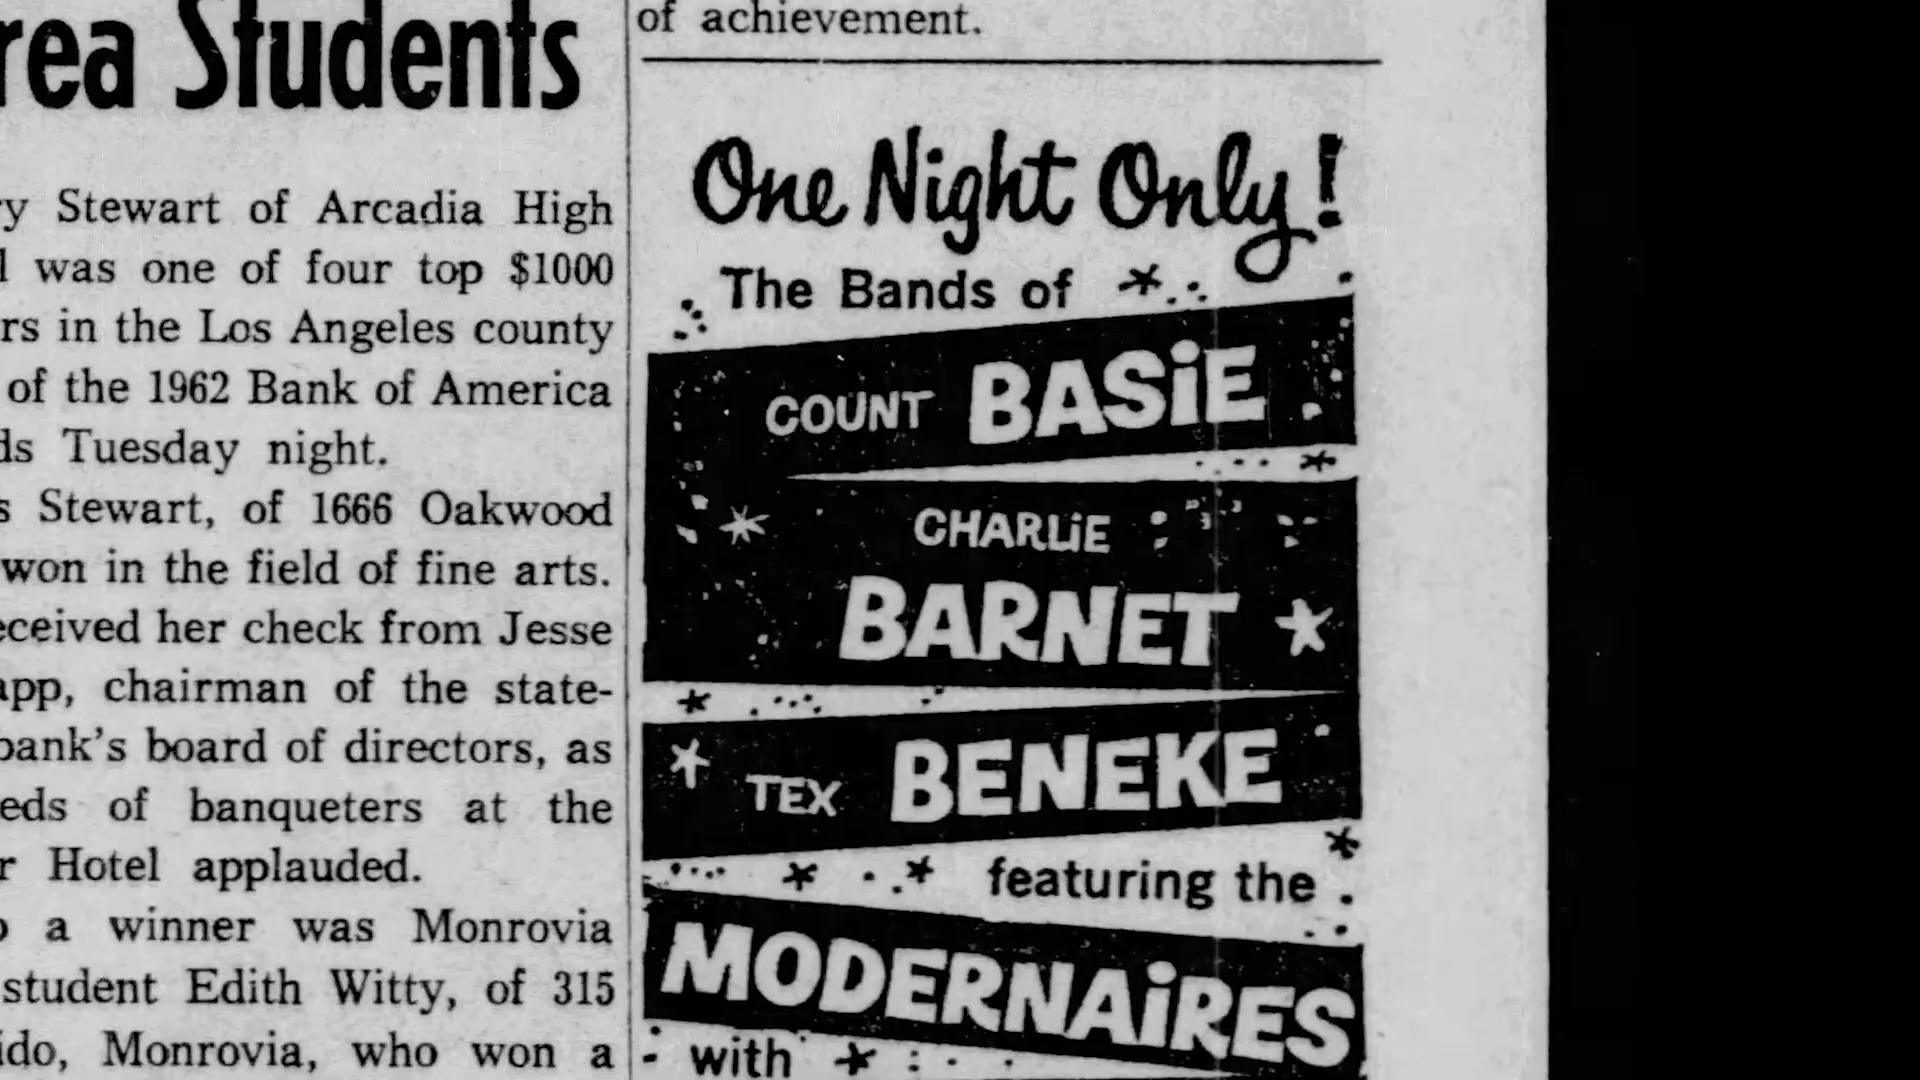 rea Students
y Stewart of Arcadia High
l was one of four top $1000
rs in the Los Angeles county
of the 1962 Bank of America
ds Tuesday night.
s Stewart, of 1666 Oakwood
won in the field of fine arts.
eceived her check from Jesse
app, chairman of the state-
bank's board of directors, as
eds of banqueters at the
r Hotel applauded.
o a winner was Monrovia
student Edith Witty, of 315
ido, Monrovia, who won a
of achievement.
One Night Only!
The Bands of
COUNT BASiE
CHARLiE
BARNET
TEX BENEKE
featuring the
MODERNAiRES
with